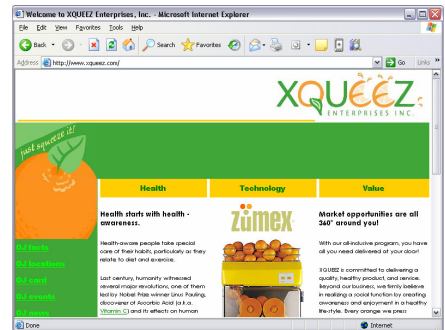 Welcome to XQUEEZ Enterprises, Inc. - Microsoft Internet Explorer
File Edit View Favorites Tools Help
Back Search Favorites
Address http://www.xqueez.com/ Go Links »
XQUEEZ
ENTERPRISES INC.
just squeeze it!
Health Technology Value
Health starts with health - awareness.
Health-aware people take special
care of their habits, particularly as they
relate to diet and exercise.
Last century, humanity witnessed
several major revolutions, one of them
led by Nobel Prize winner Linus Pauling,
discoverer of Ascorbic Acid (a.k.a.
Vitamin C) and its effects on human
zümex
Market opportunities are all
360° around you!
With our all-inclusive program, you have
all you need delivered at your door!
XQUEEZ is committed to delivering a
quality, healthy product, and service.
Beyond our business, we firmly believe
in realizing a social function by creating
awareness and enjoyment in a healthy
life-style. Every orange we press
OJ facts
OJ locations
OJ card
OJ events
OJ news
Done Internet